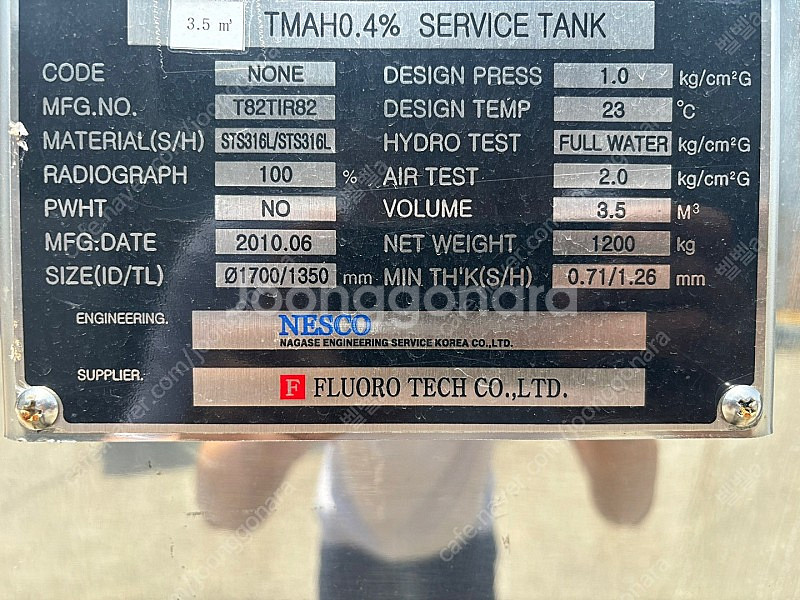 3.5 ㎥ TMAH0.4% SERVICE TANK
CODE NONE DESIGN PRESS 1.0 kg/cm²G
MFG.NO. T82TIR82 DESIGN TEMP 23 ℃
MATERIAL(S/H) STS316L/STS316L HYDRO TEST FULL WATER kg/cm²G
RADIOGRAPH 100 % AIR TEST 2.0 kg/cm²G
PWHT NO VOLUME 3.5 M³
MFG.DATE 2010.06 NET WEIGHT 1200 kg
SIZE(ID/TL) Ø1700/1350 mm MIN TH'K(S/H) 0.71/1.26 mm
joonggonara
ENGINEERING. NESCO
NAGASE ENGINEERING SERVICE KOREA CO.,LTD.
SUPPLIER. F FLUORO TECH CO.,LTD.